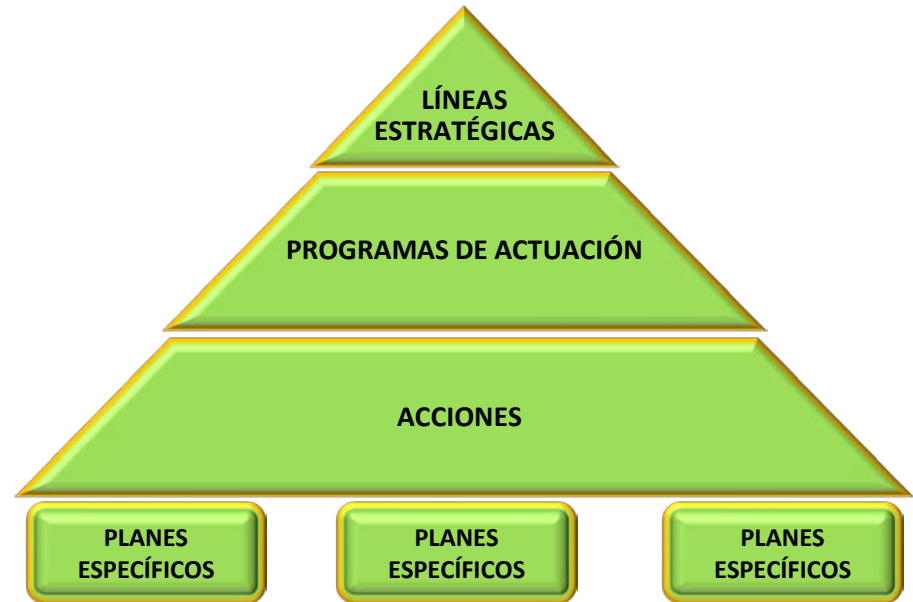 LÍNEAS
ESTRATÉGICAS
PROGRAMAS DE ACTUACIÓN
ACCIONES
PLANES
ESPECÍFICOS
PLANES
ESPECÍFICOS
PLANES
ESPECÍFICOS